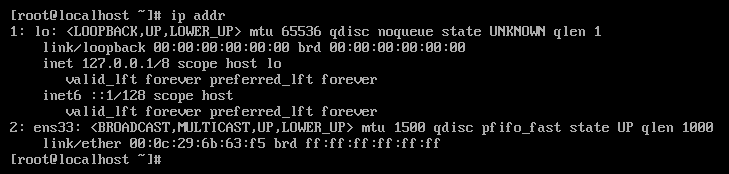 [root@localhost ~]# ip addr
1: lo: <LOOPBACK,UP,LOWER_UP> mtu 65536 qdisc noqueue state UNKNOWN qlen 1
    link/loopback 00:00:00:00:00:00 brd 00:00:00:00:00:00
    inet 127.0.0.1/8 scope host lo
       valid_lft forever preferred_lft forever
    inet6 ::1/128 scope host
       valid_lft forever preferred_lft forever
2: ens33: <BROADCAST,MULTICAST,UP,LOWER_UP> mtu 1500 qdisc pfifo_fast state UP qlen 1000
    link/ether 00:0c:29:6b:63:f5 brd ff:ff:ff:ff:ff:ff
[root@localhost ~]#